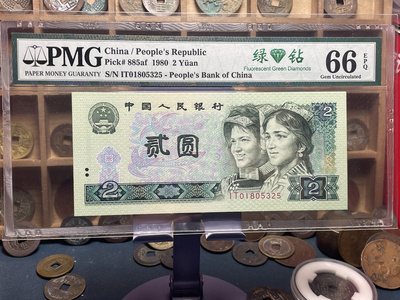 PMG
PAPER MONEY GUARANTY
China / People's Republic
Pick# 885af 1980 2 Yüan
S/N IT01805325 - People's Bank of China
绿 钻
Fluorescent Green Diamonds
66 EPQ
Gem Uncirculated
中国人民银行
2
贰圆
2
2
IT01805325